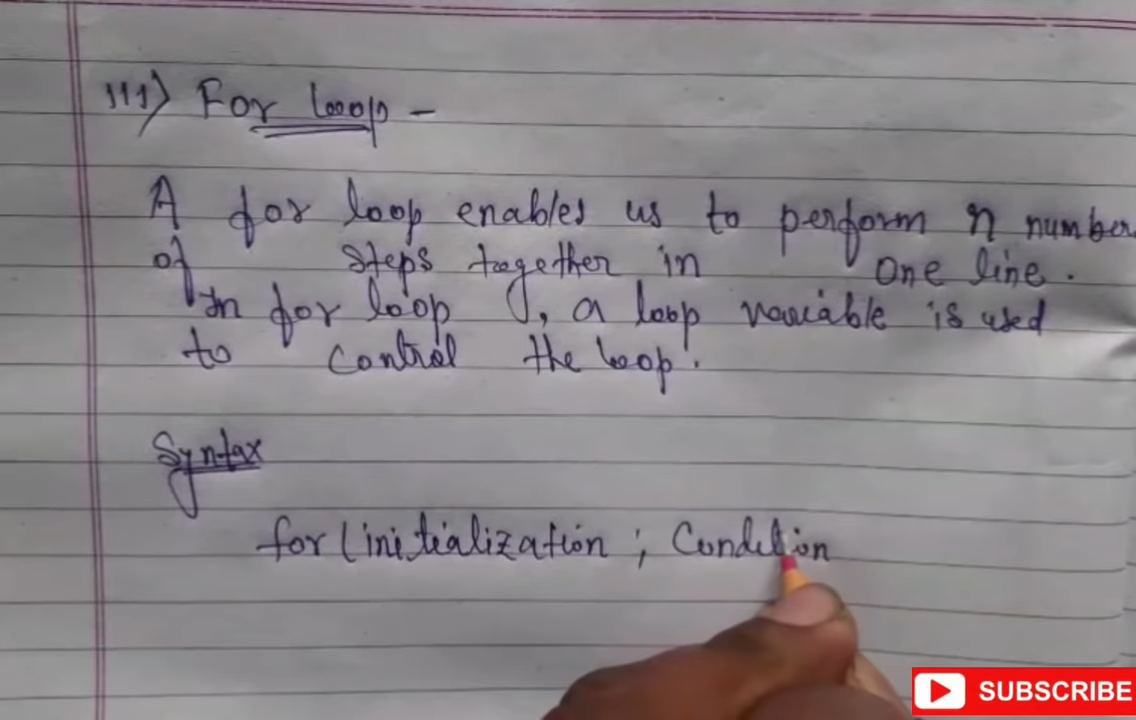 111) For loop -
A for loop enables us to perform n number
of steps together in one line.
In for loop, a loop variable is used
to control the loop.
Syntax
for (initialization ; Condition
SUBSCRIBE